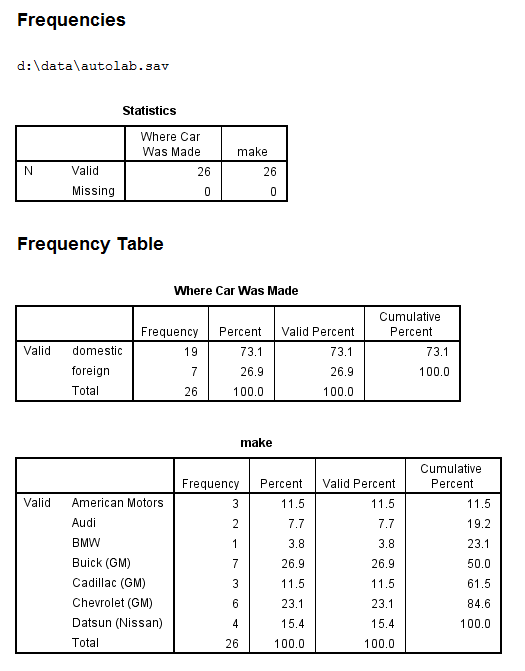 Frequencies
d:\data\autolab.sav
Statistics
Where Car
Was Made make
N Valid 26 26
Missing 0 0
Frequency Table
Where Car Was Made
Frequency Percent Valid Percent Cumulative Percent
Valid domestic 19 73.1 73.1 73.1
foreign 7 26.9 26.9 100.0
Total 26 100.0 100.0
make
Frequency Percent Valid Percent Cumulative Percent
Valid American Motors 3 11.5 11.5 11.5
Audi 2 7.7 7.7 19.2
BMW 1 3.8 3.8 23.1
Buick (GM) 7 26.9 26.9 50.0
Cadillac (GM) 3 11.5 11.5 61.5
Chevrolet (GM) 6 23.1 23.1 84.6
Datsun (Nissan) 4 15.4 15.4 100.0
Total 26 100.0 100.0